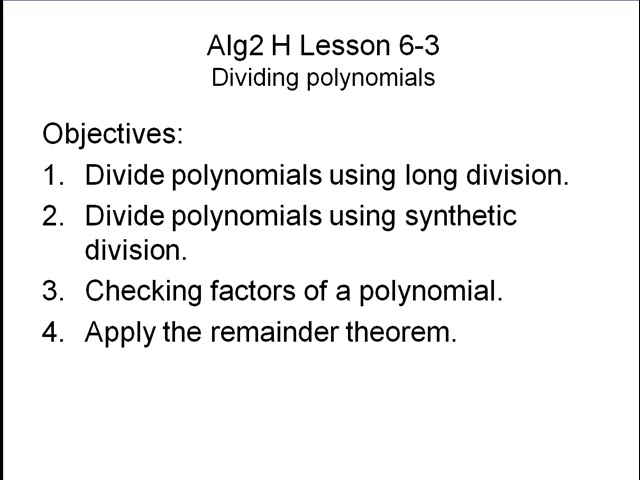 Alg2 H Lesson 6-3
Dividing polynomials
Objectives:
1. Divide polynomials using long division.
2. Divide polynomials using synthetic
division.
3. Checking factors of a polynomial.
4. Apply the remainder theorem.